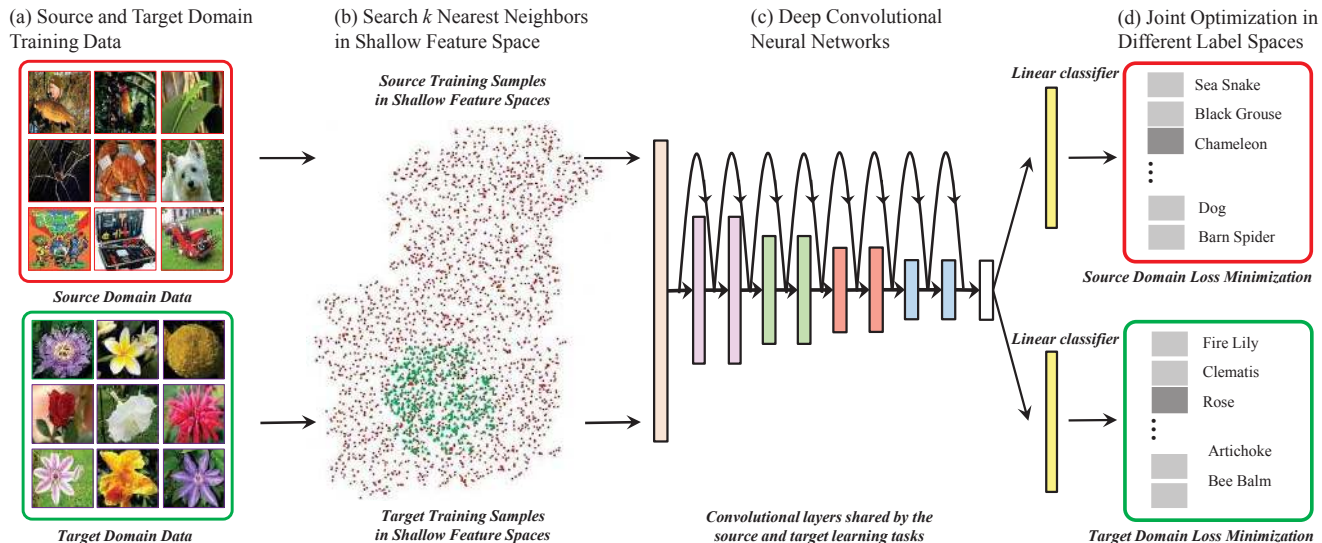 (a) Source and Target Domain
Training Data
Source Domain Data
Target Domain Data
(b) Search k Nearest Neighbors
in Shallow Feature Space
Source Training Samples
in Shallow Feature Spaces
Target Training Samples
in Shallow Feature Spaces
(c) Deep Convolutional
Neural Networks
Convolutional layers shared by the
source and target learning tasks
Linear classifier
Linear classifier
(d) Joint Optimization in
Different Label Spaces
Sea Snake
Black Grouse
Chameleon
Dog
Barn Spider
Source Domain Loss Minimization
Fire Lily
Clematis
Rose
Artichoke
Bee Balm
Target Domain Loss Minimization